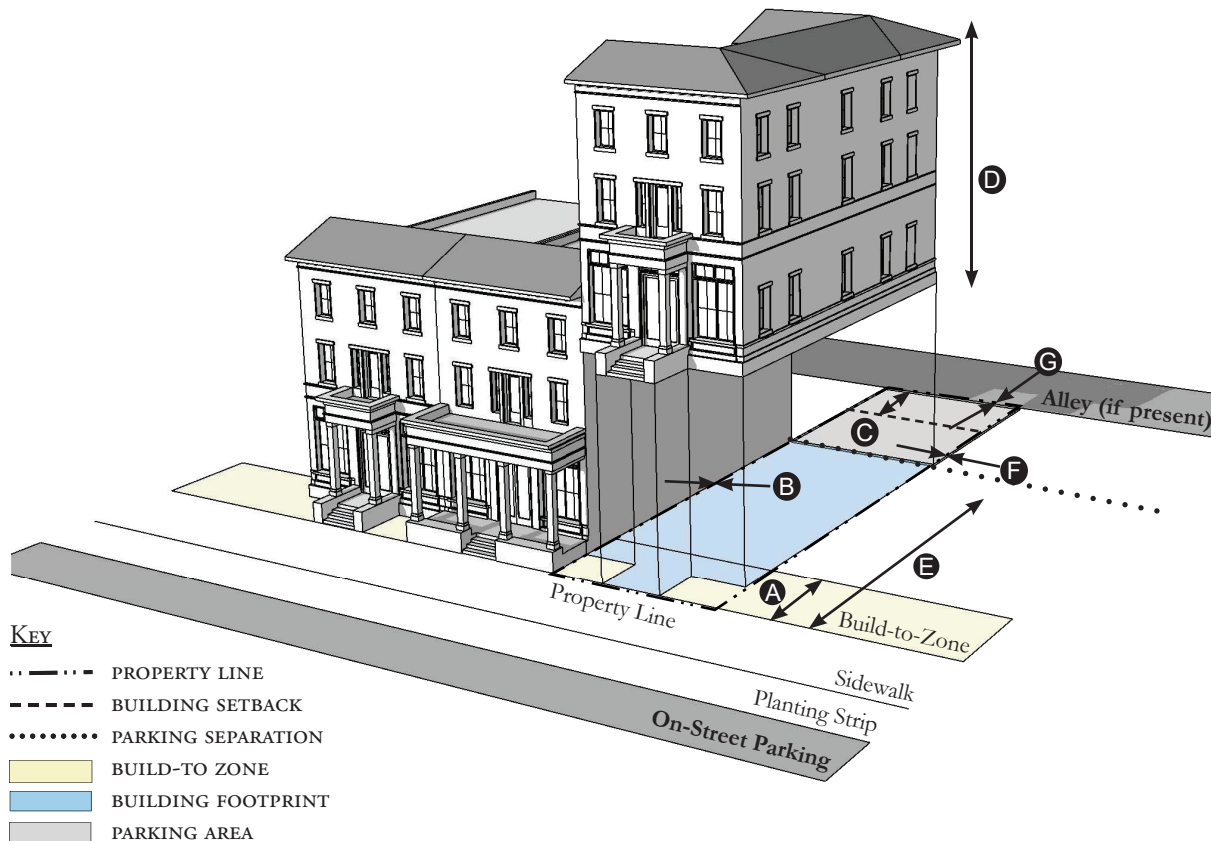 D
G
Alley (if present)
C
F
B
E
A
Property Line
Build-to-Zone
Sidewalk
Planting Strip
On-Street Parking
KEY
PROPERTY LINE
BUILDING SETBACK
PARKING SEPARATION
BUILD-TO ZONE
BUILDING FOOTPRINT
PARKING AREA